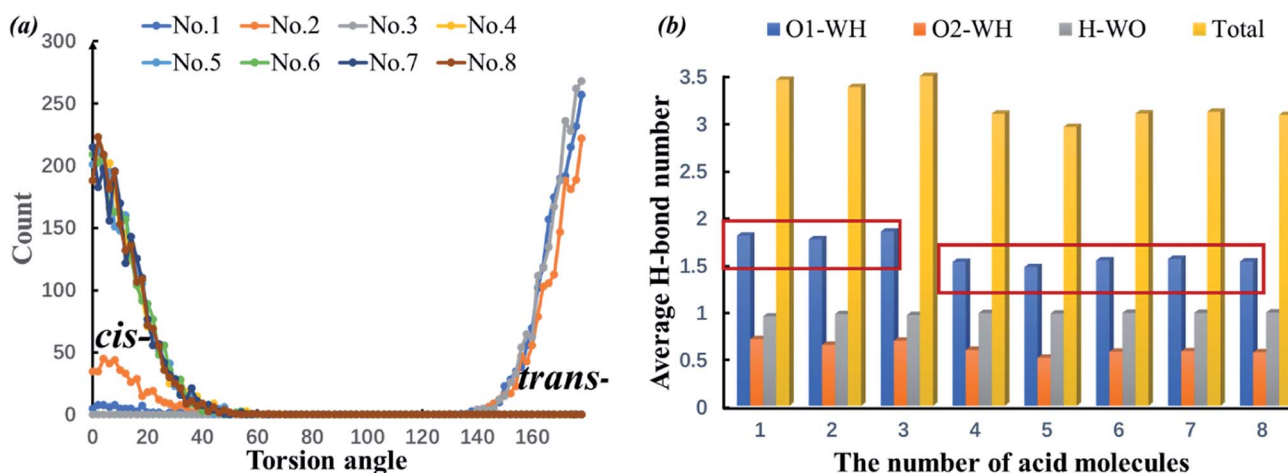 (a)
No.1 No.2 No.3 No.4
No.5 No.6 No.7 No.8
300
250
200
150
100
50
0
Count
cis-
trans-
0 20 40 60 80 100 120 140 160
Torsion angle
(b)
O1-WH O2-WH H-WO Total
3.5
3
2.5
2
1.5
1
0.5
0
Average H-bond number
1 2 3 4 5 6 7 8
The number of acid molecules